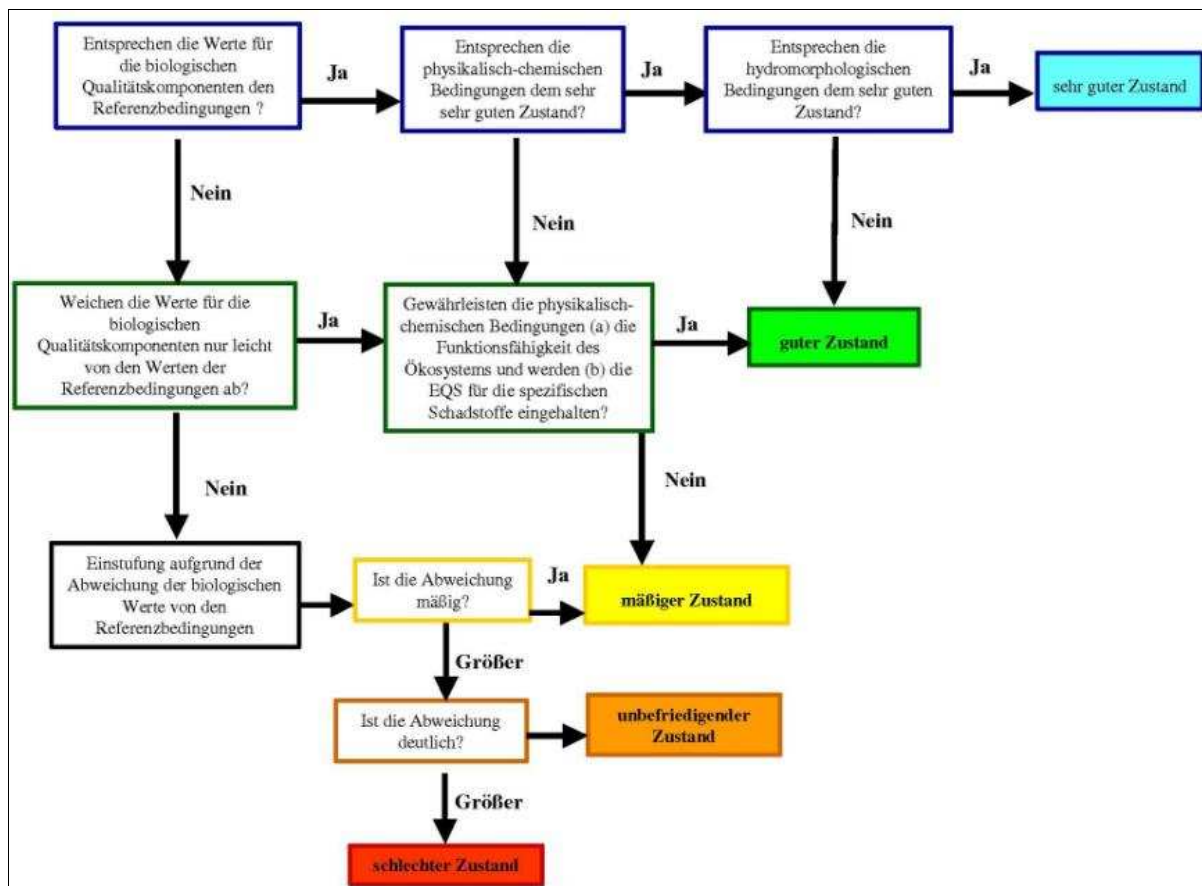 Entsprechen die Werte für
die biologischen
Qualitätskomponenten den
Referenzbedingungen ?
Ja
Entsprechen die
physikalisch-chemischen
Bedingungen dem sehr
sehr guten Zustand?
Ja
Entsprechen die
hydromorphologischen
Bedingungen dem sehr guten
Zustand?
Ja
sehr guter Zustand
Nein
Nein
Nein
Weichen die Werte für die
biologischen
Qualitätskomponenten nur leicht
von den Werten der
Referenzbedingungen ab?
Ja
Gewährleisten die physikalisch-
chemischen Bedingungen (a) die
Funktionsfähigkeit des
Ökosystems und werden (b) die
EQS für die spezifischen
Schadstoffe eingehalten?
Ja
guter Zustand
Nein
Nein
Einstufung aufgrund der
Abweichung der biologischen
Werte von den
Referenzbedingungen
Ist die Abweichung
mäßig?
Ja
mäßiger Zustand
Größer
Ist die Abweichung
deutlich?
unbefriedigender
Zustand
Größer
schlechter Zustand